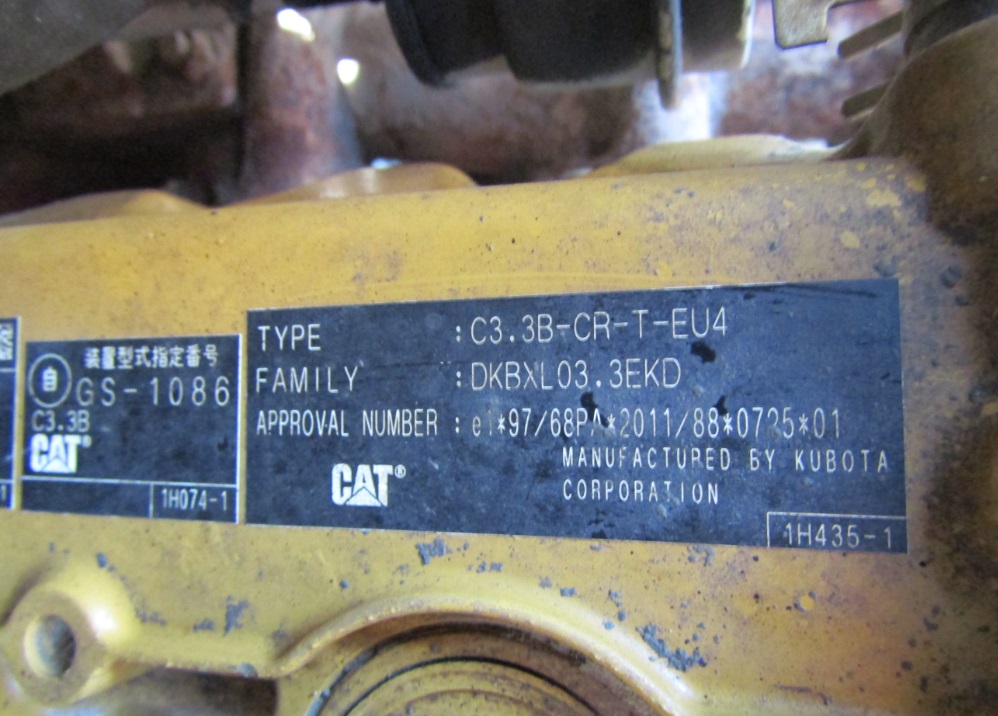 自
装置型式指定番号
GS-1086
C3.3B
CAT®
1H074-1
TYPE : C3.3B-CR-T-EU4
FAMILY : DKBXL03.3EKD
APPROVAL NUMBER : e1*97/68PA*2011/88*0725*01
MANUFACTURED BY KUBOTA
CORPORATION
CAT®
1H435-1